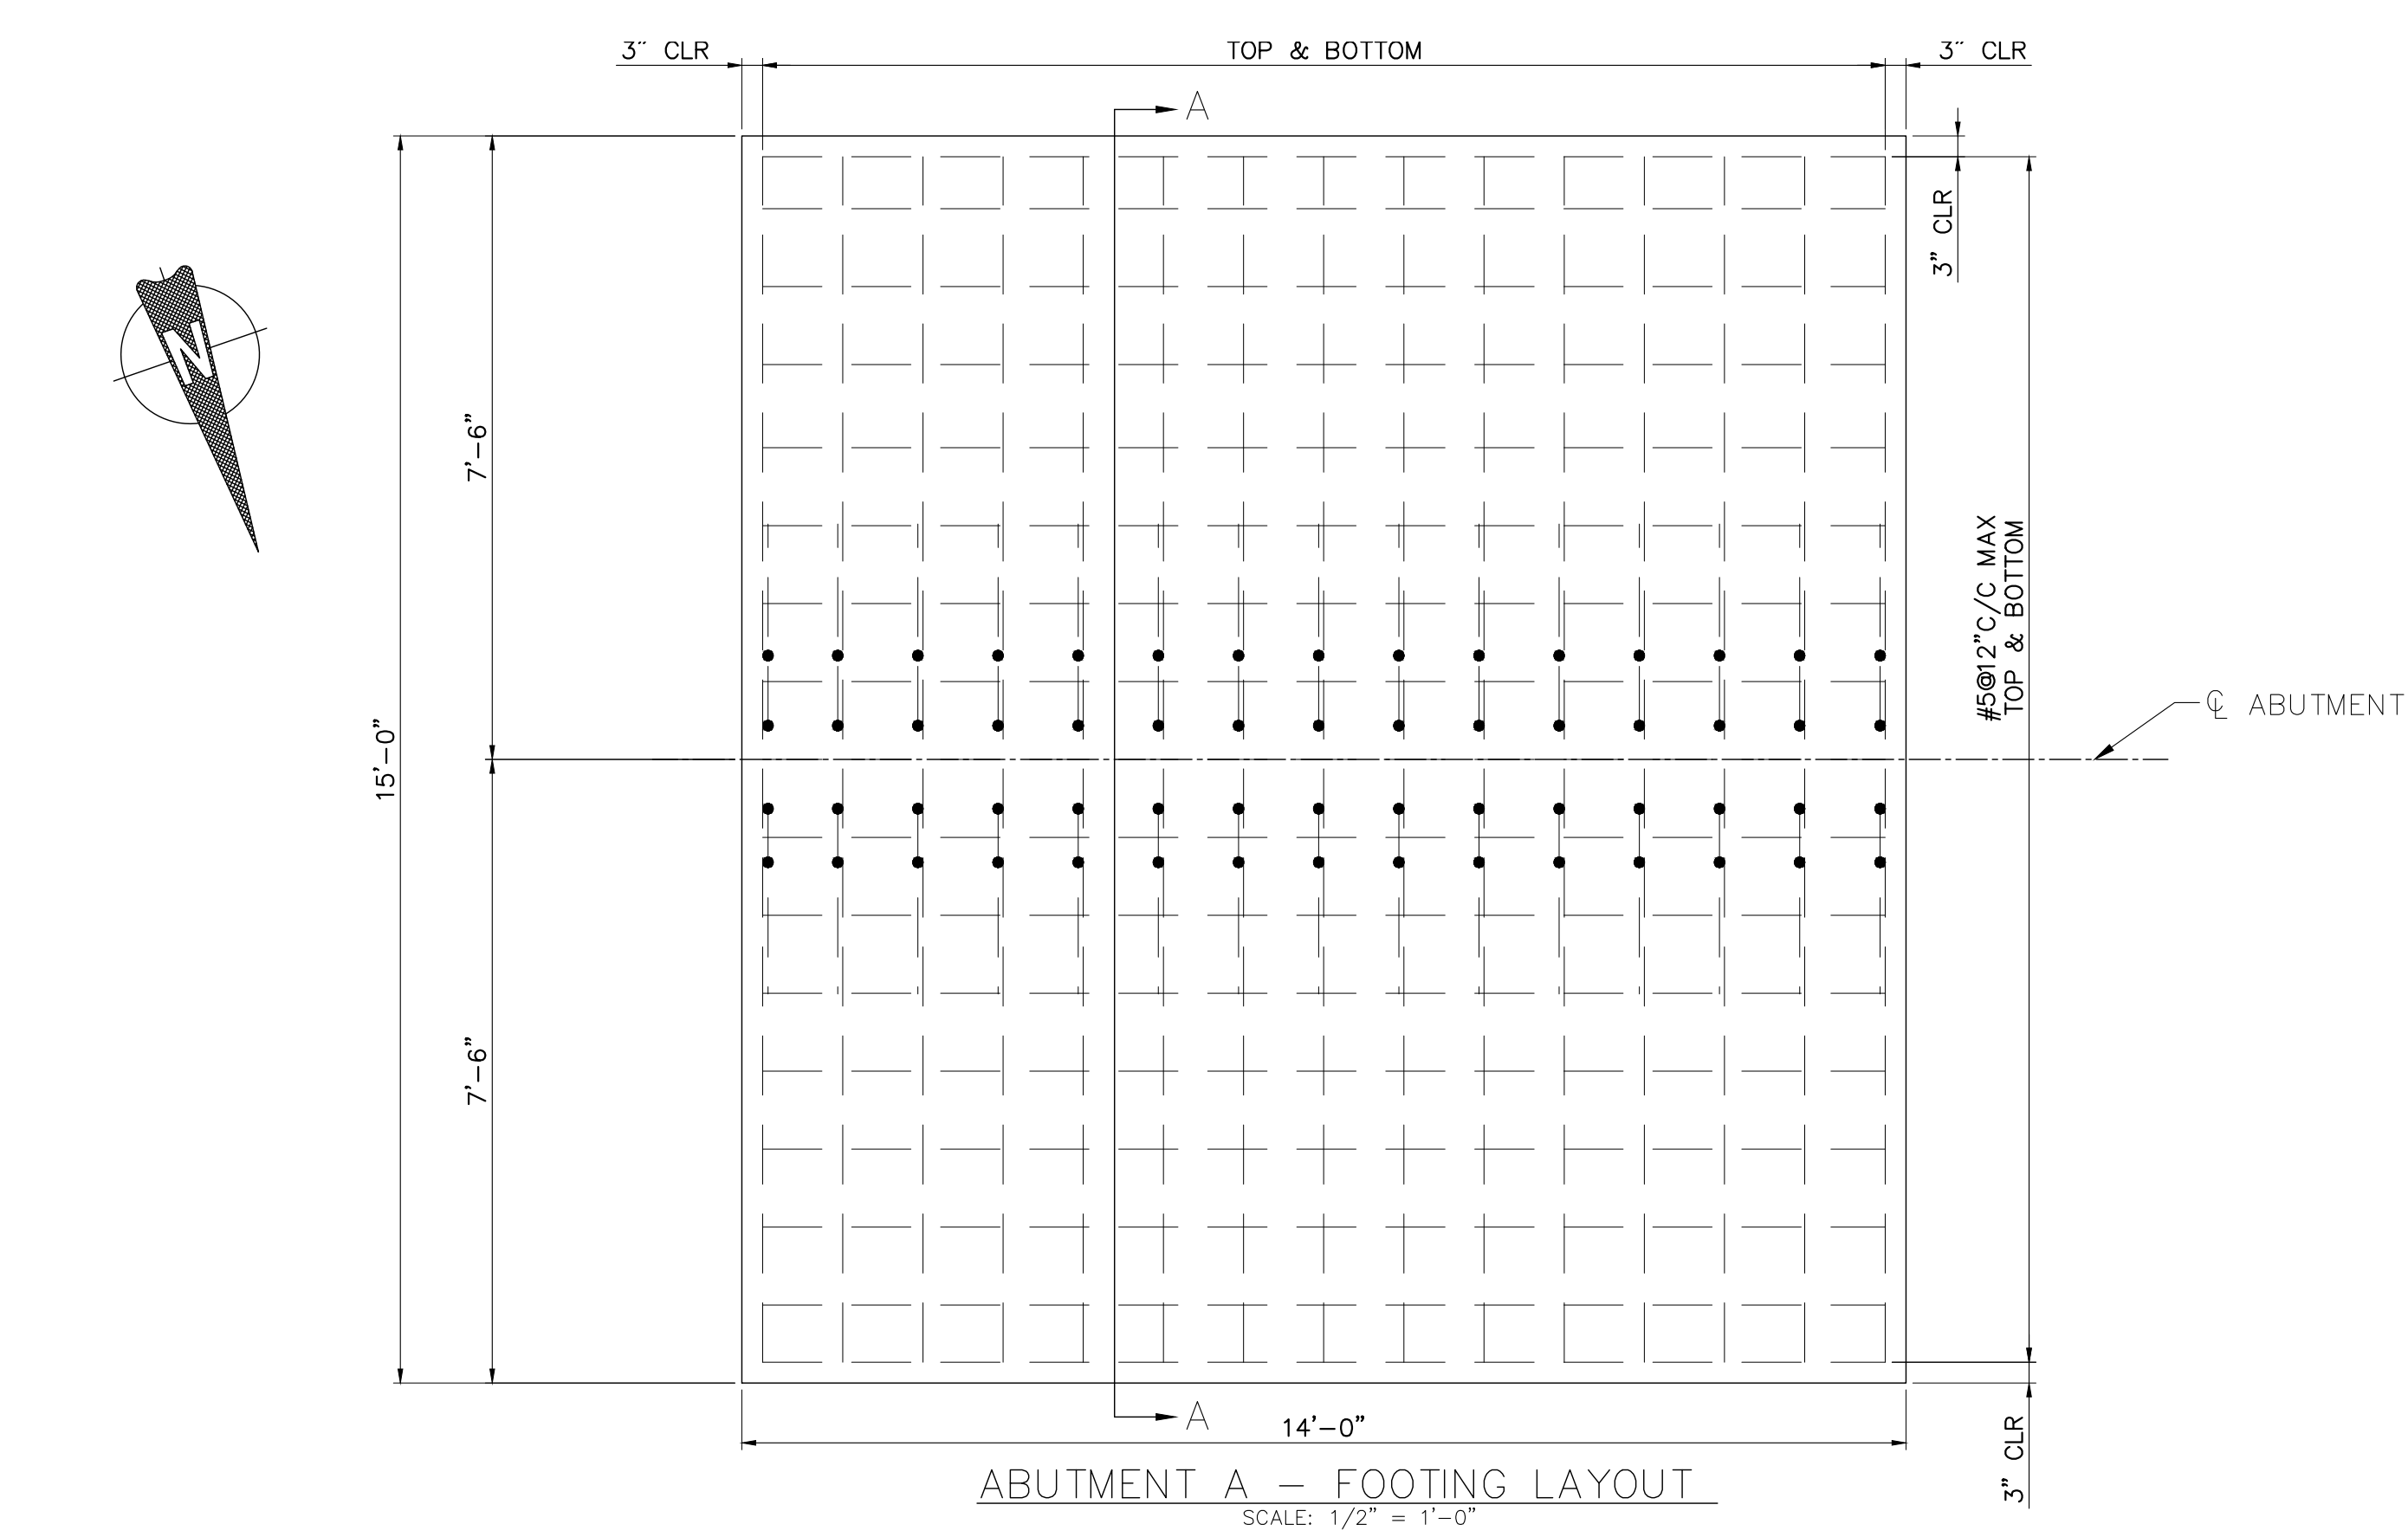 3" CLR
TOP & BOTTOM
3" CLR
A
3" CLR
N
7'-6"
15'-0"
#5@12"C/C MAX
TOP & BOTTOM
℄ ABUTMENT
7'-6"
A
14'-0"
3" CLR
ABUTMENT A - FOOTING LAYOUT
SCALE: 1/2" = 1'-0"